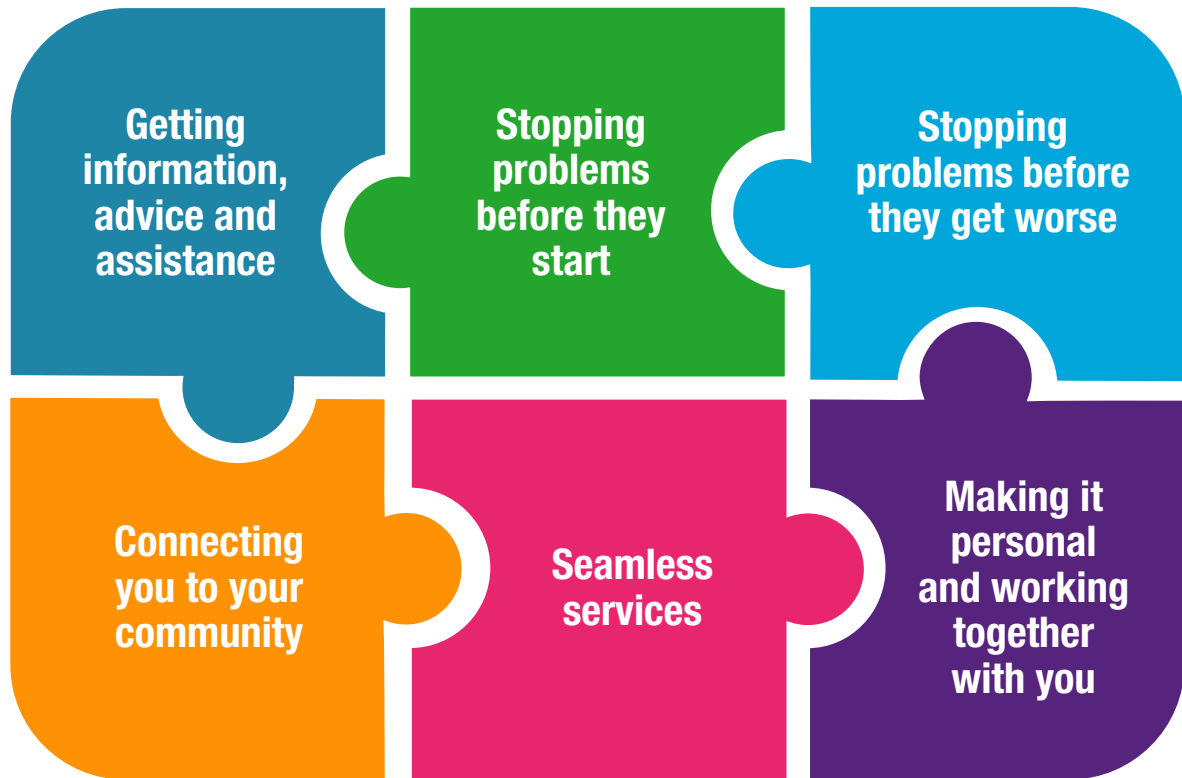 Getting
information,
advice and
assistance
Stopping
problems
before they
start
Stopping
problems before
they get worse
Connecting
you to your
community
Seamless
services
Making it
personal
and working
together
with you